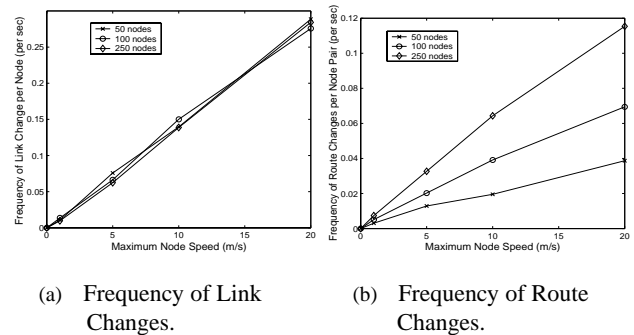 Frequency of Link Change per Node (per sec)
0.25
0.2
0.15
0.1
0.05
0
50 nodes
100 nodes
250 nodes
0 5 10 15 20
Maximum Node Speed (m/s)
(a) Frequency of Link
Changes.
Frequency of Route Changes per Node Pair (per sec)
0.12
0.1
0.08
0.06
0.04
0.02
0
50 nodes
100 nodes
250 nodes
0 5 10 15 20
Maximum Node Speed (m/s)
(b) Frequency of Route
Changes.